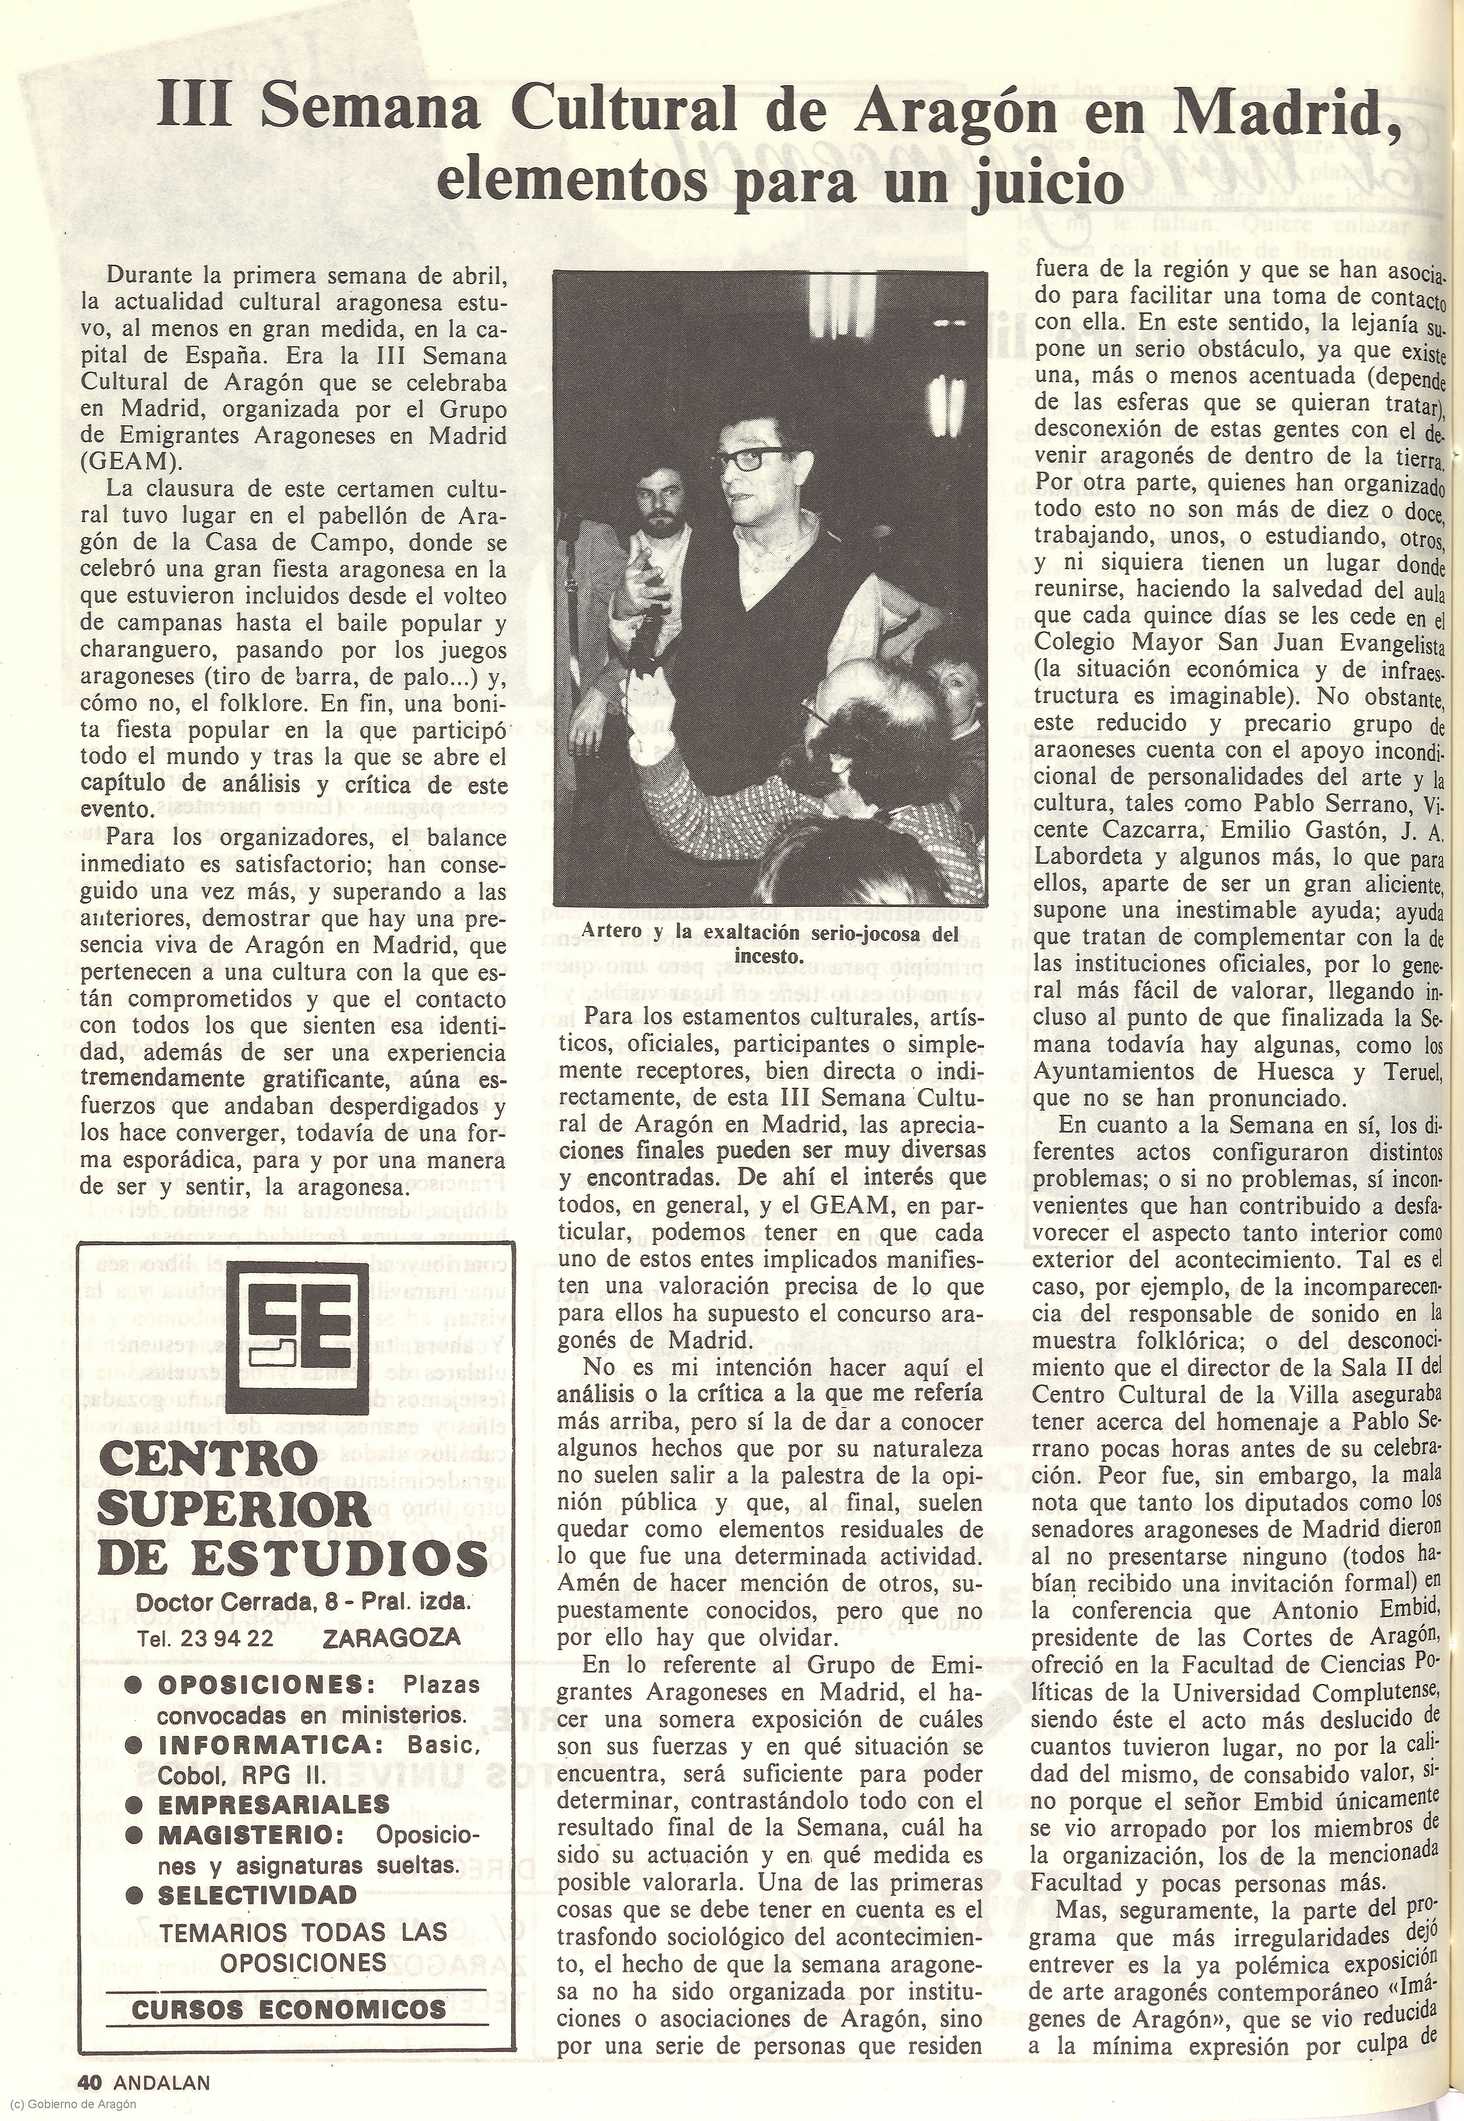 III Semana Cultural de Aragón en Madrid,
elementos para un juicio
Durante la primera semana de abril,
la actualidad cultural aragonesa estu-
vo, al menos en gran medida, en la ca-
pital de España. Era la III Semana
Cultural de Aragón que se celebraba
en Madrid, organizada por el Grupo
de Emigrantes Aragoneses en Madrid
(GEAM).
La clausura de este certamen cultu-
ral tuvo lugar en el pabellón de Ara-
gón de la Casa de Campo, donde se
celebró una gran fiesta aragonesa en la
que estuvieron incluidos desde el volteo
de campanas hasta el baile popular y
charanguero, pasando por los juegos
aragoneses (tiro de barra, de palo...) y,
cómo no, el folklore. En fin, una boni-
ta fiesta popular en la que participó
todo el mundo y tras la que se abre el
capítulo de análisis y crítica de este
evento.
Para los organizadores, el balance
inmediato es satisfactorio; han conse-
guido una vez más, y superando a las
anteriores, demostrar que hay una pre-
sencia viva de Aragón en Madrid, que
pertenecen a una cultura con la que es-
tán comprometidos y que el contacto
con todos los que sienten esa identi-
dad, además de ser una experiencia
tremendamente gratificante, aúna es-
fuerzos que andaban desperdigados y
los hace converger, todavía de una for-
ma esporádica, para y por una manera
de ser y sentir, la aragonesa.
CENTRO
SUPERIOR
DE ESTUDIOS
Doctor Cerrada, 8 - Pral. izda.
Tel. 23 94 22 ZARAGOZA
● OPOSICIONES: Plazas
convocadas en ministerios.
● INFORMATICA: Basic,
Cobol, RPG II.
● EMPRESARIALES
● MAGISTERIO: Oposicio-
nes y asignaturas sueltas.
● SELECTIVIDAD
TEMARIOS TODAS LAS
OPOSICIONES
CURSOS ECONOMICOS
Artero y la exaltación serio-jocosa del
incesto.
Para los estamentos culturales, artís-
ticos, oficiales, participantes o simple-
mente receptores, bien directa o indi-
rectamente, de esta III Semana Cultu-
ral de Aragón en Madrid, las aprecia-
ciones finales pueden ser muy diversas
y encontradas. De ahí el interés que
todos, en general, y el GEAM, en par-
ticular, podemos tener en que cada
uno de estos entes implicados manifies-
ten una valoración precisa de lo que
para ellos ha supuesto el concurso ara-
gonés de Madrid.
No es mi intención hacer aquí el
análisis o la crítica a la que me refería
más arriba, pero sí la de dar a conocer
algunos hechos que por su naturaleza
no suelen salir a la palestra de la opi-
nión pública y que, al final, suelen
quedar como elementos residuales de
lo que fue una determinada actividad.
Amén de hacer mención de otros, su-
puestamente conocidos, pero que no
por ello hay que olvidar.
En lo referente al Grupo de Emi-
grantes Aragoneses en Madrid, el ha-
cer una somera exposición de cuáles
son sus fuerzas y en qué situación se
encuentra, será suficiente para poder
determinar, contrastándolo todo con el
resultado final de la Semana, cuál ha
sido su actuación y en qué medida es
posible valorarla. Una de las primeras
cosas que se debe tener en cuenta es el
trasfondo sociológico del acontecimien-
to, el hecho de que la semana aragone-
sa no ha sido organizada por institu-
ciones o asociaciones de Aragón, sino
por una serie de personas que residen
fuera de la región y que se han asocia-
do para facilitar una toma de contacto
con ella. En este sentido, la lejanía su-
pone un serio obstáculo, ya que existe
una, más o menos acentuada (depende
de las esferas que se quieran tratar),
desconexión de estas gentes con el de-
venir aragonés de dentro de la tierra.
Por otra parte, quienes han organizado
todo esto no son más de diez o doce,
trabajando, unos, o estudiando, otros,
y ni siquiera tienen un lugar donde
reunirse, haciendo la salvedad del aula
que cada quince días se les cede en el
Colegio Mayor San Juan Evangelista
(la situación económica y de infraes-
tructura es imaginable). No obstante,
este reducido y precario grupo de
araoneses cuenta con el apoyo incondi-
cional de personalidades del arte y la
cultura, tales como Pablo Serrano, Vi-
cente Cazcarra, Emilio Gastón, J. A.
Labordeta y algunos más, lo que para
ellos, aparte de ser un gran aliciente,
supone una inestimable ayuda; ayuda
que tratan de complementar con la de
las instituciones oficiales, por lo gene-
ral más fácil de valorar, llegando in-
cluso al punto de que finalizada la Se-
mana todavía hay algunas, como los
Ayuntamientos de Huesca y Teruel,
que no se han pronunciado.
En cuanto a la Semana en sí, los di-
ferentes actos configuraron distintos
problemas; o si no problemas, sí incon-
venientes que han contribuido a desfa-
vorecer el aspecto tanto interior como
exterior del acontecimiento. Tal es el
caso, por ejemplo, de la incomparecen-
cia del responsable de sonido en la
muestra folklórica; o del desconoci-
miento que el director de la Sala II del
Centro Cultural de la Villa aseguraba
tener acerca del homenaje a Pablo Se-
rrano pocas horas antes de su celebra-
ción. Peor fue, sin embargo, la mala
nota que tanto los diputados como los
senadores aragoneses de Madrid dieron
al no presentarse ninguno (todos ha-
bían recibido una invitación formal) en
la conferencia que Antonio Embid,
presidente de las Cortes de Aragón,
ofreció en la Facultad de Ciencias Po-
líticas de la Universidad Complutense,
siendo éste el acto más deslucido de
cuantos tuvieron lugar, no por la cali-
dad del mismo, de consabido valor, si-
no porque el señor Embid únicamente
se vio arropado por los miembros de
la organización, los de la mencionada
Facultad y pocas personas más.
Mas, seguramente, la parte del pro-
grama que más irregularidades dejó
entrever es la ya polémica exposición
de arte aragonés contemporáneo «Imá-
genes de Aragón», que se vio reducida
a la mínima expresión por culpa de
40 ANDALAN
(c) Gobierno de Aragón